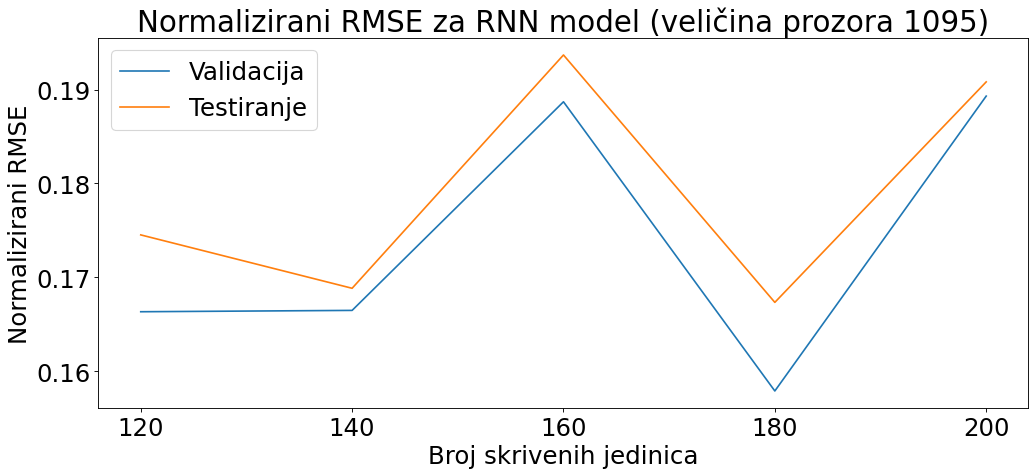 Normalizirani RMSE za RNN model (veličina prozora 1095)
Validacija
Testiranje
Normalizirani RMSE
0.19
0.18
0.17
0.16
120 140 160 180 200
Broj skrivenih jedinica